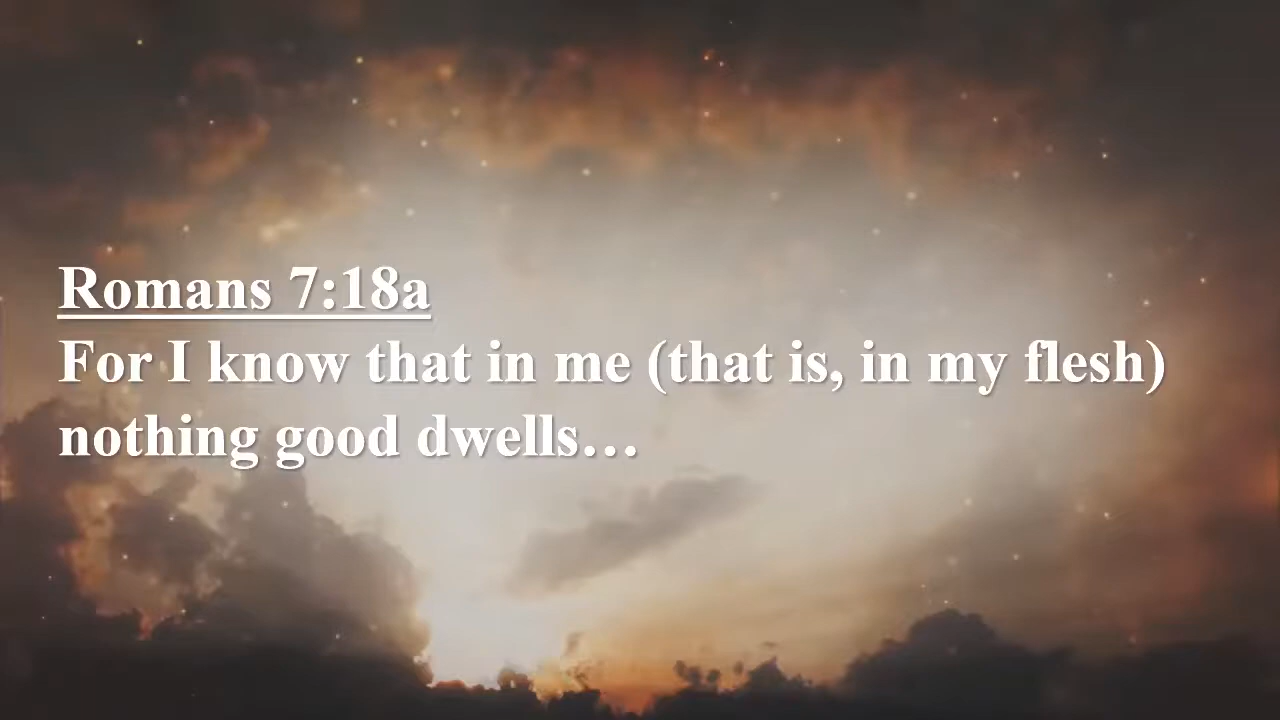 Romans 7:18a
For I know that in me (that is, in my flesh)
nothing good dwells…